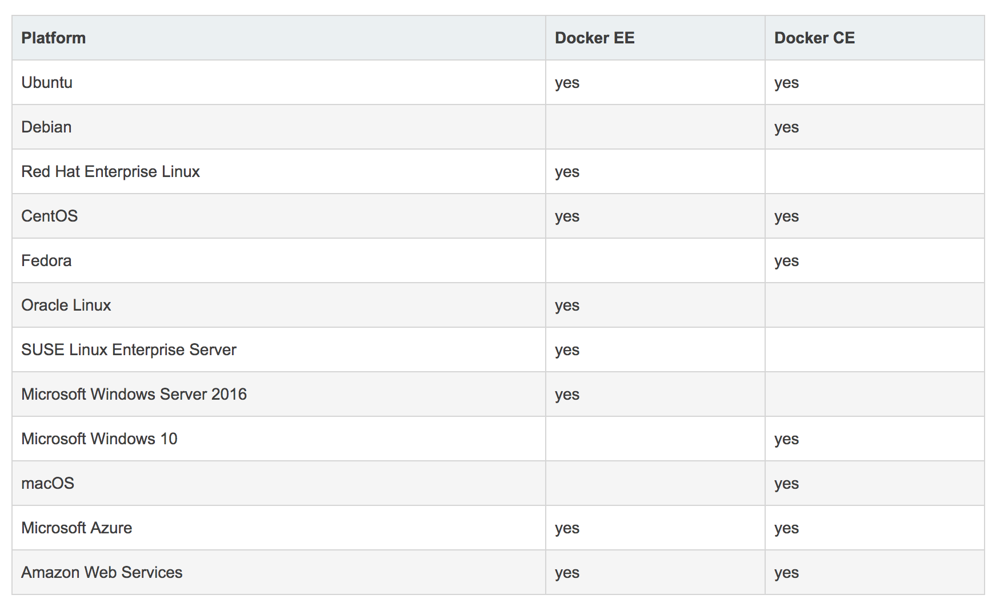 Platform Docker EE Docker CE
Ubuntu yes yes
Debian yes
Red Hat Enterprise Linux yes
CentOS yes yes
Fedora yes
Oracle Linux yes
SUSE Linux Enterprise Server yes
Microsoft Windows Server 2016 yes
Microsoft Windows 10 yes
macOS yes
Microsoft Azure yes yes
Amazon Web Services yes yes